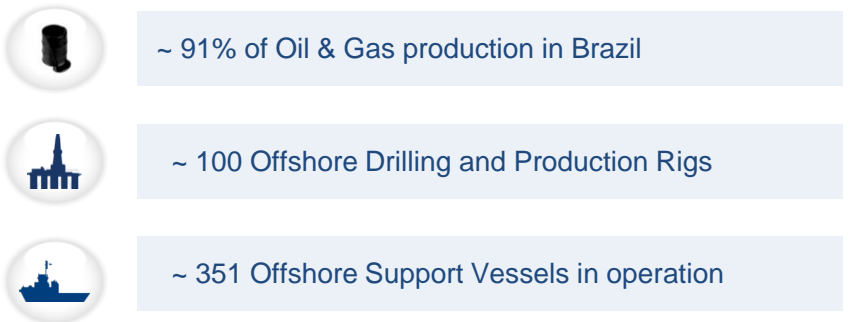 ~ 91% of Oil & Gas production in Brazil
~ 100 Offshore Drilling and Production Rigs
~ 351 Offshore Support Vessels in operation